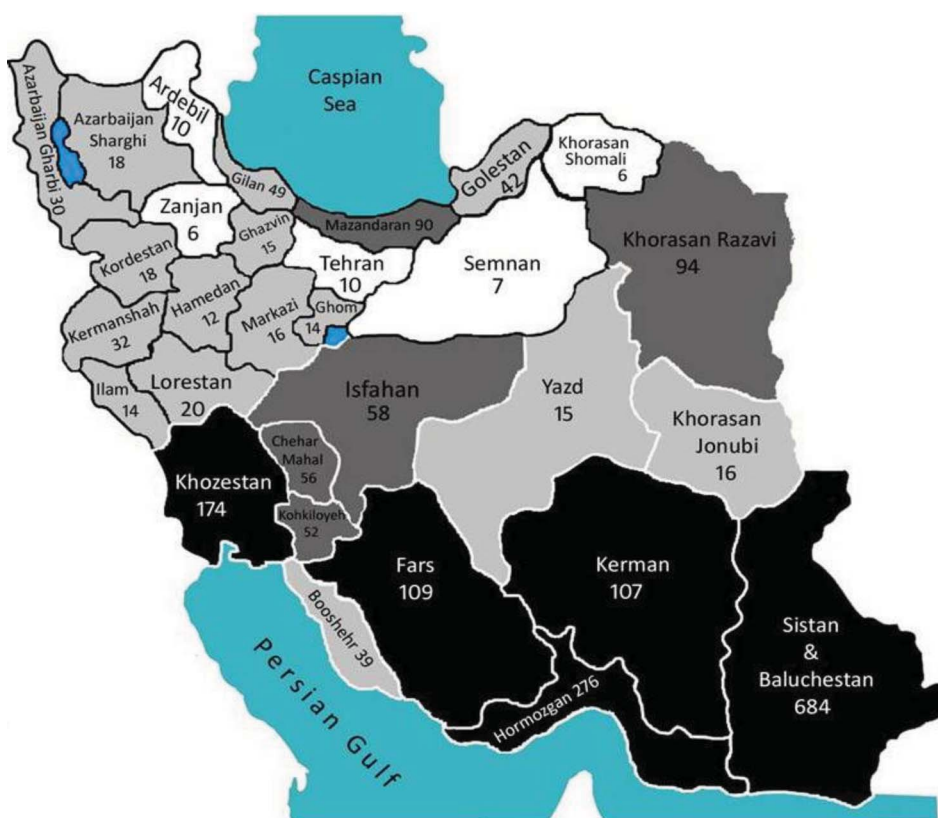 Caspian
Sea
Azarbaijan Gharbi 30
Azarbaijan
Sharghi
18
Ardebil
10
Gilan 49
Golestan
42
Khorasan
Shomali
6
Zanjan
6
Ghazvin
15
Mazandaran 90
Khorasan Razavi
94
Kordestan
18
Tehran
10
Semnan
7
Hamedan
12
Markazi
16
Ghom
14
Kermanshah
32
Ilam
14
Lorestan
20
Isfahan
58
Yazd
15
Khorasan
Jonubi
16
Chehar
Mahal
56
Khozestan
174
Kohkiloyeh
52
Fars
109
Kerman
107
Booshehr 39
Sistan
&
Baluchestan
684
Hormozgan 276
Persian Gulf